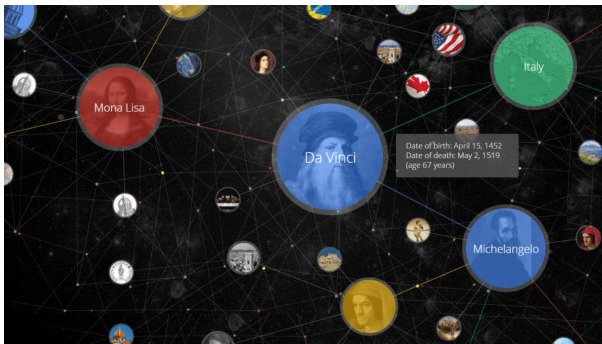 Mona Lisa
Da Vinci
Italy
Date of birth: April 15, 1452
Date of death: May 2, 1519
(age 67 years)
Michelangelo